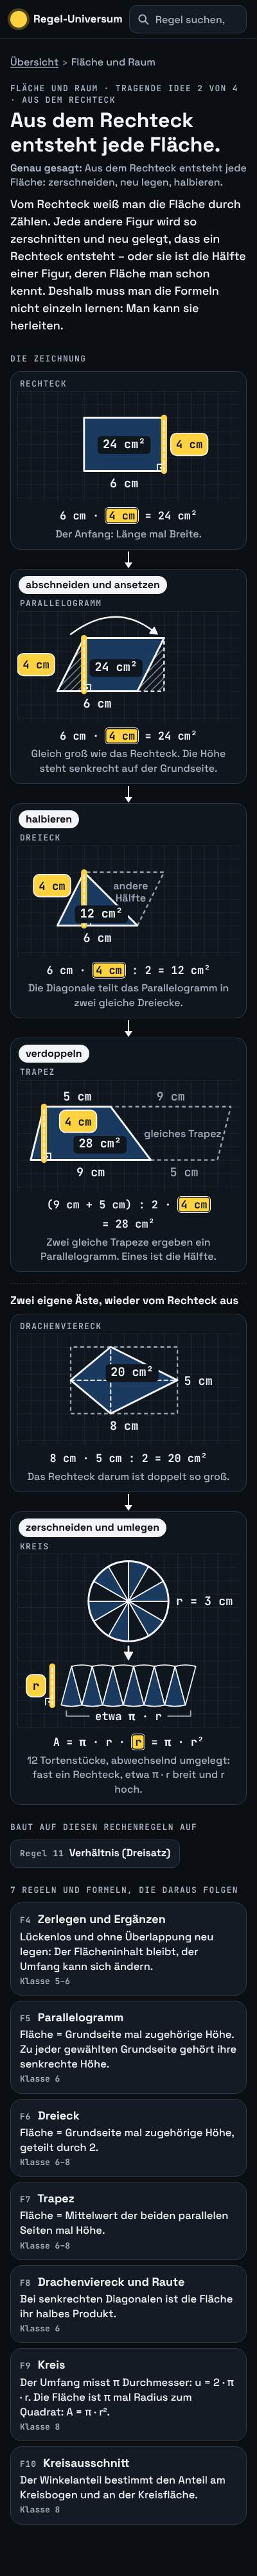 Regel-Universum
Regel suchen,
Übersicht › Fläche und Raum
FLÄCHE UND RAUM · TRAGENDE IDEE 2 VON 4
· AUS DEM RECHTECK
Aus dem Rechteck
entsteht jede Fläche.
Genau gesagt: Aus dem Rechteck entsteht jede
Fläche: zerschneiden, neu legen, halbieren.
Vom Rechteck weiß man die Fläche durch
Zählen. Jede andere Figur wird so
zerschnitten und neu gelegt, dass ein
Rechteck entsteht – oder sie ist die Hälfte
einer Figur, deren Fläche man schon
kennt. Deshalb muss man die Formeln
nicht einzeln lernen: Man kann sie
herleiten.
DIE ZEICHNUNG
RECHTECK
24 cm²
4 cm
6 cm
6 cm · 4 cm = 24 cm²
Der Anfang: Länge mal Breite.
abschneiden und ansetzen
PARALLELOGRAMM
4 cm
24 cm²
6 cm
6 cm · 4 cm = 24 cm²
Gleich groß wie das Rechteck. Die Höhe
steht senkrecht auf der Grundseite.
halbieren
DREIECK
4 cm
andere
Hälfte
12 cm²
6 cm
6 cm · 4 cm : 2 = 12 cm²
Die Diagonale teilt das Parallelogramm in
zwei gleiche Dreiecke.
verdoppeln
TRAPEZ
5 cm
9 cm
4 cm
28 cm²
gleiches Trapez
9 cm
5 cm
(9 cm + 5 cm) : 2 · 4 cm
= 28 cm²
Zwei gleiche Trapeze ergeben ein
Parallelogramm. Eines ist die Hälfte.
Zwei eigene Äste, wieder vom Rechteck aus
DRACHENVIERECK
20 cm²
5 cm
8 cm
8 cm · 5 cm : 2 = 20 cm²
Das Rechteck darum ist doppelt so groß.
zerschneiden und umlegen
KREIS
r = 3 cm
r
etwa π · r
A = π · r · r = π · r²
12 Tortenstücke, abwechselnd umgelegt:
fast ein Rechteck, etwa π · r breit und r
hoch.
BAUT AUF DIESEN RECHENREGELN AUF
Regel 11 Verhältnis (Dreisatz)
7 REGELN UND FORMELN, DIE DARAUS FOLGEN
F4 Zerlegen und Ergänzen
Lückenlos und ohne Überlappung neu
legen: Der Flächeninhalt bleibt, der
Umfang kann sich ändern.
Klasse 5–6
F5 Parallelogramm
Fläche = Grundseite mal zugehörige Höhe.
Zu jeder gewählten Grundseite gehört ihre
senkrechte Höhe.
Klasse 6
F6 Dreieck
Fläche = Grundseite mal zugehörige Höhe,
geteilt durch 2.
Klasse 6–8
F7 Trapez
Fläche = Mittelwert der beiden parallelen
Seiten mal Höhe.
Klasse 6–8
F8 Drachenviereck und Raute
Bei senkrechten Diagonalen ist die Fläche
ihr halbes Produkt.
Klasse 6
F9 Kreis
Der Umfang misst π Durchmesser: u = 2 · π
· r. Die Fläche ist π mal Radius zum
Quadrat: A = π · r².
Klasse 8
F10 Kreisausschnitt
Der Winkelanteil bestimmt den Anteil am
Kreisbogen und an der Kreisfläche.
Klasse 8